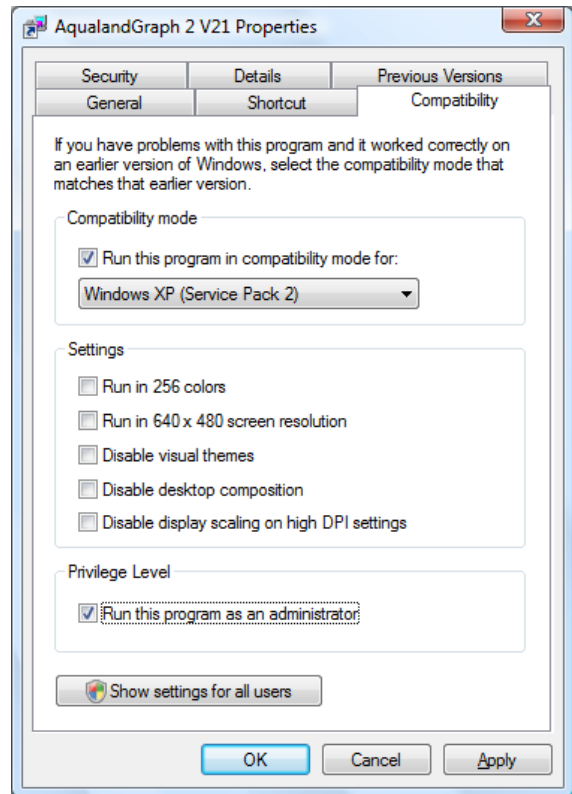 AqualandGraph 2 V21 Properties
Security Details Previous Versions
General Shortcut Compatibility
If you have problems with this program and it worked correctly on
an earlier version of Windows, select the compatibility mode that
matches that earlier version.
Compatibility mode
Run this program in compatibility mode for:
Windows XP (Service Pack 2)
Settings
Run in 256 colors
Run in 640 x 480 screen resolution
Disable visual themes
Disable desktop composition
Disable display scaling on high DPI settings
Privilege Level
Run this program as an administrator
Show settings for all users
OK Cancel Apply